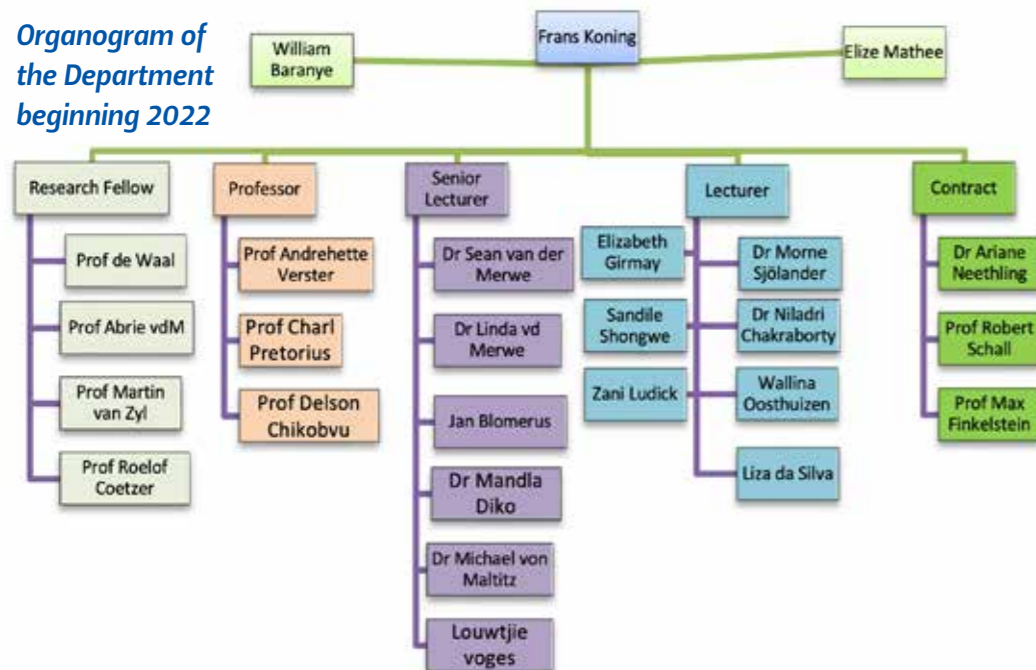 Organogram of
the Department
beginning 2022
William
Baranye
Frans Koning
Elize Mathee
Research Fellow
Prof de Waal
Prof Abrie vdM
Prof Martin
van Zyl
Prof Roelof
Coetzer
Professor
Prof Andrehette
Verster
Prof Charl
Pretorius
Prof Delson
Chikobvu
Senior
Lecturer
Dr Sean van der
Merwe
Dr Linda vd
Merwe
Jan Blomerus
Dr Mandla
Diko
Dr Michael von
Maltitz
Louwtjie
voges
Lecturer
Elizabeth
Girmay
Sandile
Shongwe
Zani Ludick
Dr Morne
Sjölander
Dr Niladri
Chakraborty
Wallina
Oosthuizen
Liza da Silva
Contract
Dr Ariane
Neethling
Prof Robert
Schall
Prof Max
Finkelstein